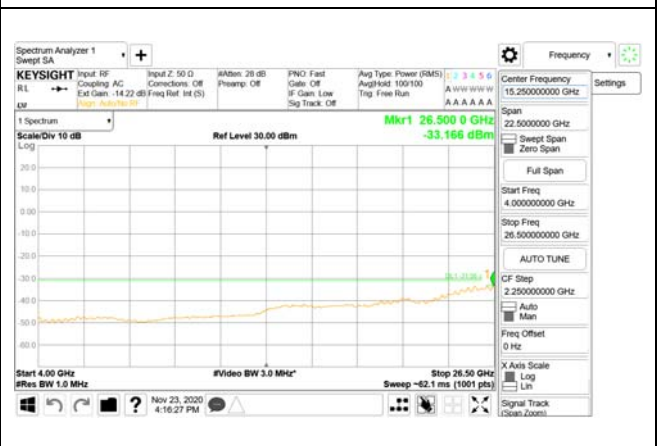 Spectrum Analyzer 1
Swept SA
Frequency
KEYSIGHT
RL
Input: RF
Coupling: AC
Ext Gain: -14.22 dB
Align: Auto/No RF
Input Z: 50 Ω
Corrections: Off
Freq Ref: Int (S)
#Atten: 28 dB
Preamp: Off
PNO: Fast
Gate: Off
IF Gain: Low
Sig Track: Off
Avg Type: Power (RMS)
Avg|Hold: 100/100
Trig: Free Run
1 2 3 4 5 6
A W W W W W
A A A A A A
1 Spectrum
Scale/Div 10 dB
Log
Ref Level 30.00 dBm
Mkr1 26.500 0 GHz
-33.166 dBm
20.0
10.0
0.00
-10.0
-20.0
-30.0
-40.0
-50.0
-60.0
1
Start 4.00 GHz
#Res BW 1.0 MHz
#Video BW 3.0 MHz*
Stop 26.50 GHz
Sweep ~62.1 ms (1001 pts)
Nov 23, 2020
4:16:27 PM
Settings
Center Frequency
15.250000000 GHz
Span
22.5000000 GHz
Swept Span
Zero Span
Full Span
Start Freq
4.000000000 GHz
Stop Freq
26.500000000 GHz
AUTO TUNE
CF Step
2.250000000 GHz
Auto
Man
Freq Offset
0 Hz
X Axis Scale
Log
Lin
Signal Track
(Span Zoom)